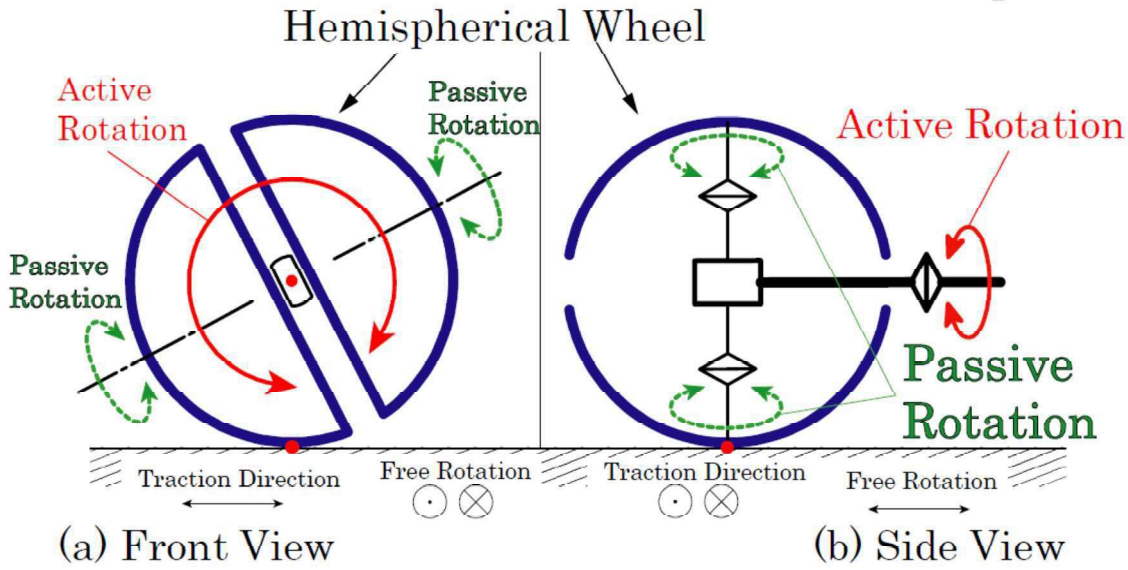 Hemispherical Wheel
Active
Rotation
Passive
Rotation
Passive
Rotation
Active Rotation
Passive
Rotation
Traction Direction
Free Rotation
Traction Direction
Free Rotation
(a) Front View
(b) Side View